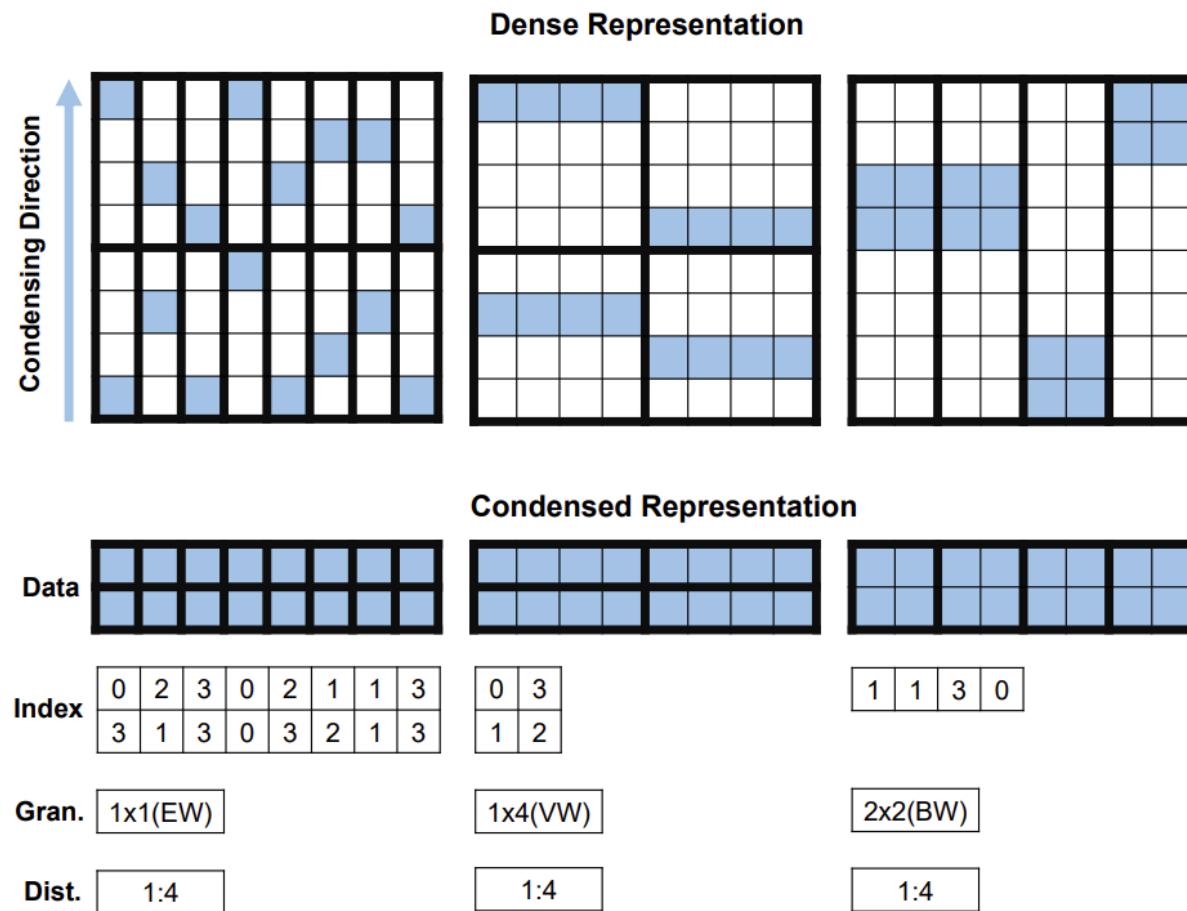 Dense Representation
Condensing Direction
Condensed Representation
Data
Index
0 2 3 0 2 1 1 3
3 1 3 0 3 2 1 3
0 3
1 2
1 1 3 0
Gran. 1x1(EW) 1x4(VW) 2x2(BW)
Dist. 1:4 1:4 1:4